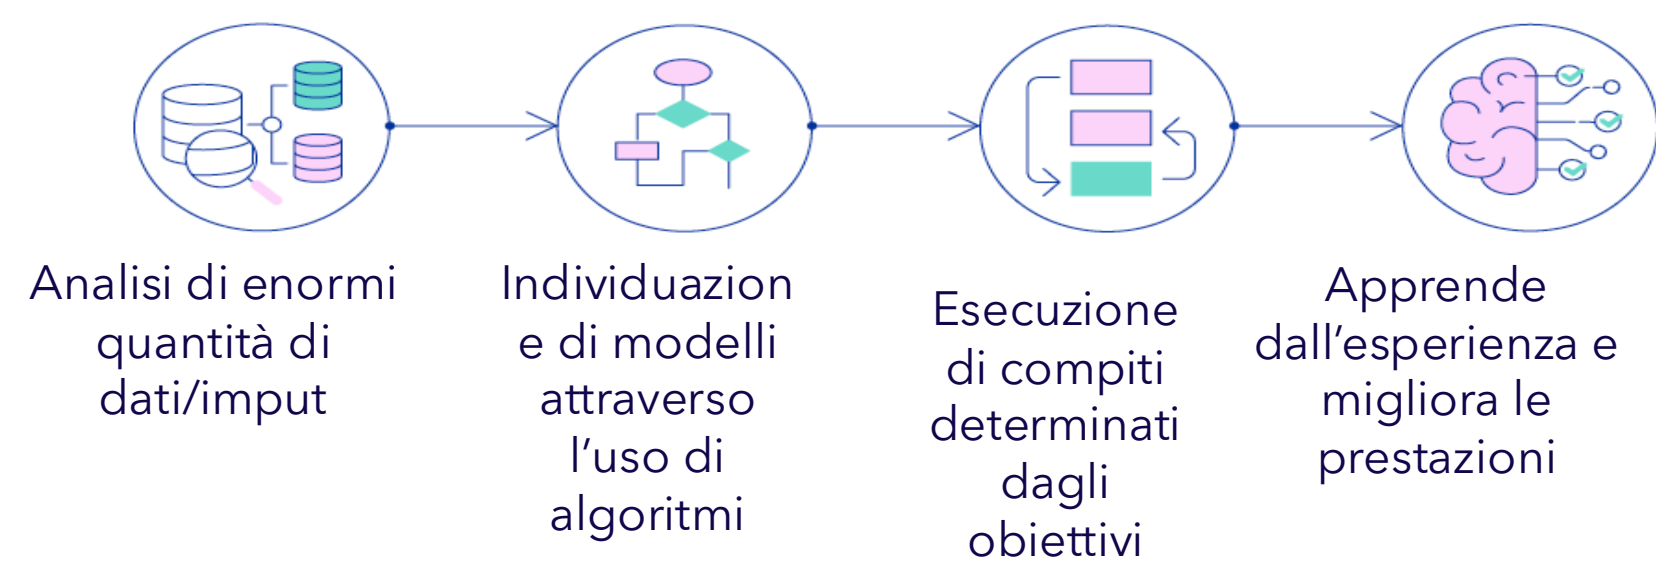 Analisi di enormi
quantità di
dati/imput
Individuazion
e di modelli
attraverso
l’uso di
algoritmi
Esecuzione
di compiti
determinati
dagli
obiettivi
Apprende
dall’esperienza e
migliora le
prestazioni